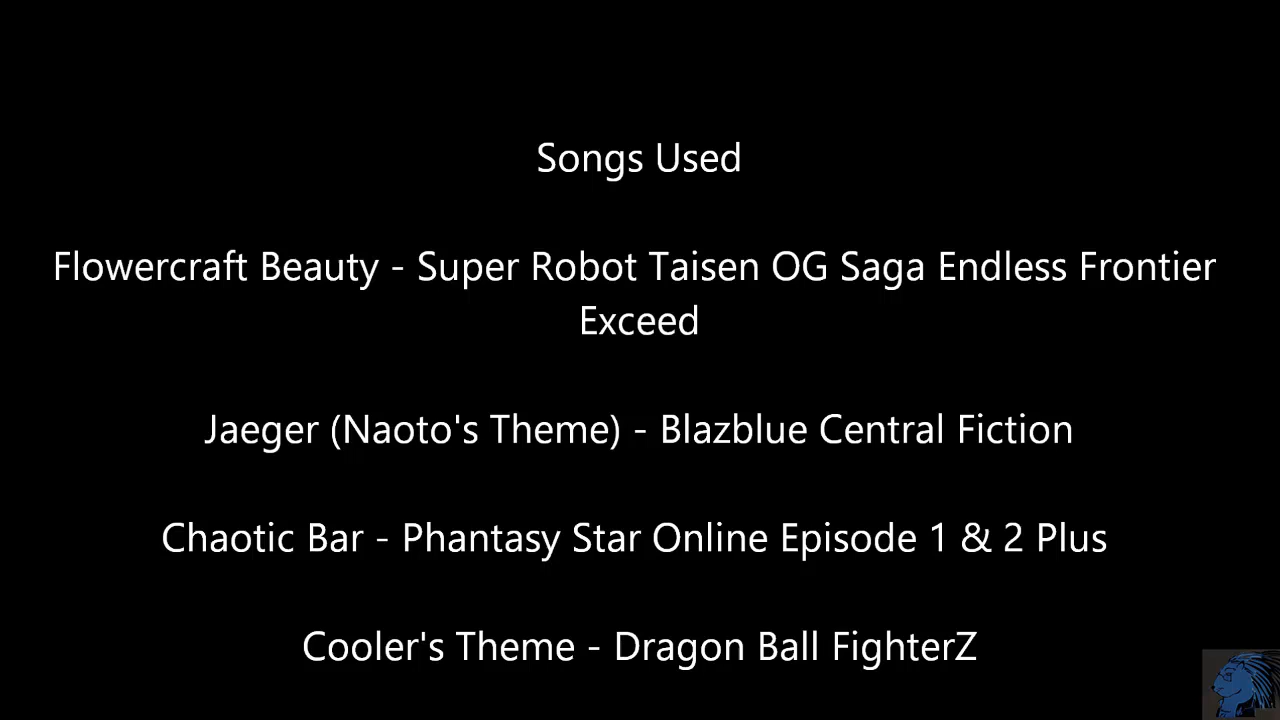 Songs Used
Flowercraft Beauty - Super Robot Taisen OG Saga Endless Frontier
Exceed
Jaeger (Naoto's Theme) - Blazblue Central Fiction
Chaotic Bar - Phantasy Star Online Episode 1 & 2 Plus
Cooler's Theme - Dragon Ball FighterZ